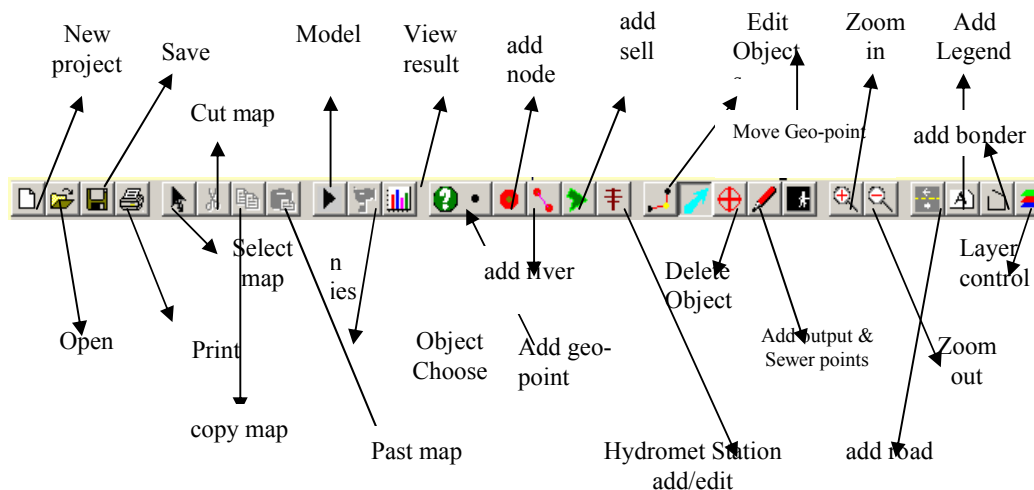 New
project
Save
Cut map
Model
View
result
add
node
add
sell
Edit
Object
Move Geo-point
Zoom
in
Add
Legend
add bonder
A
Open
Select
map
Print
copy map
n
ies
Past map
Object
Choose
add river
Add geo-
point
Delete
Object
Hydromet Station
add/edit
Add output &
Sewer points
add road
Zoom
out
Layer
control